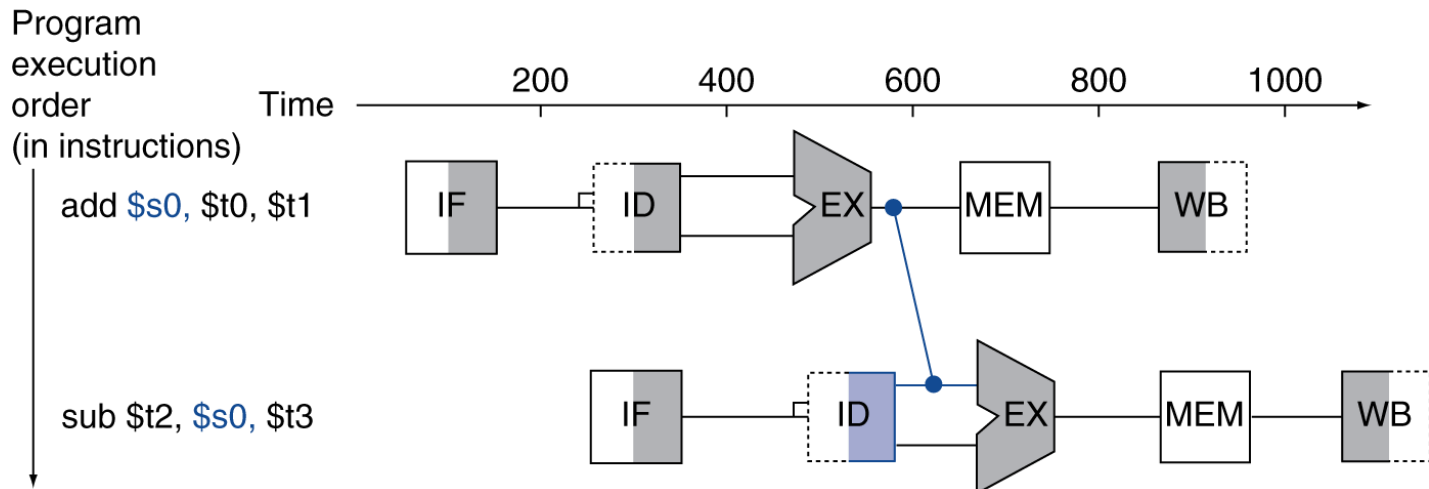 Program
execution
order
(in instructions)
Time
200 400 600 800 1000
add $s0, $t0, $t1
IF ID EX MEM WB
sub $t2, $s0, $t3
IF ID EX MEM WB